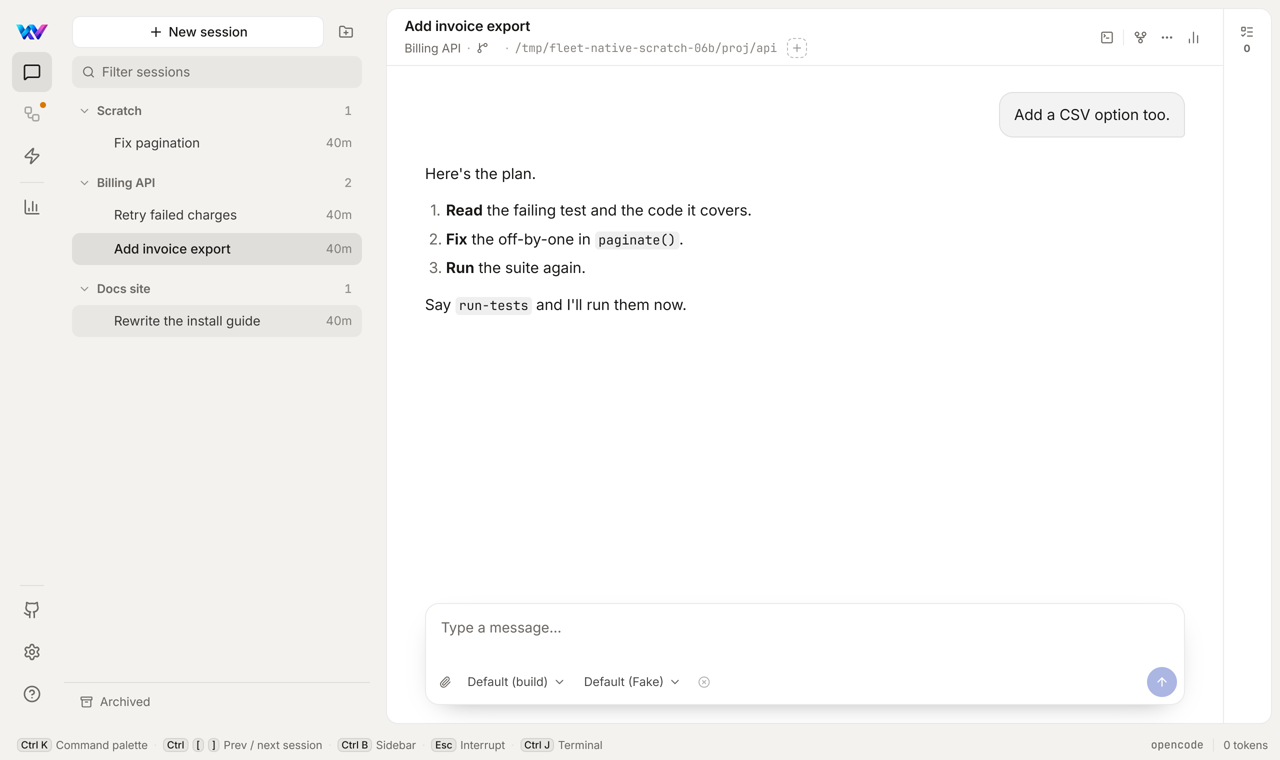 New session
Filter sessions
Scratch 1
Fix pagination 40m
Billing API 2
Retry failed charges 40m
Add invoice export 40m
Docs site 1
Rewrite the install guide 40m
Archived
Add invoice export
Billing API · · /tmp/fleet-native-scratch-06b/proj/api
0
Add a CSV option too.
Here's the plan.
1. Read the failing test and the code it covers.
2. Fix the off-by-one in paginate().
3. Run the suite again.
Say run-tests and I'll run them now.
Type a message...
Default (build) Default (Fake)
Ctrl K Command palette · Ctrl [ ] Prev / next session · Ctrl B Sidebar · Esc Interrupt · Ctrl J Terminal opencode 0 tokens